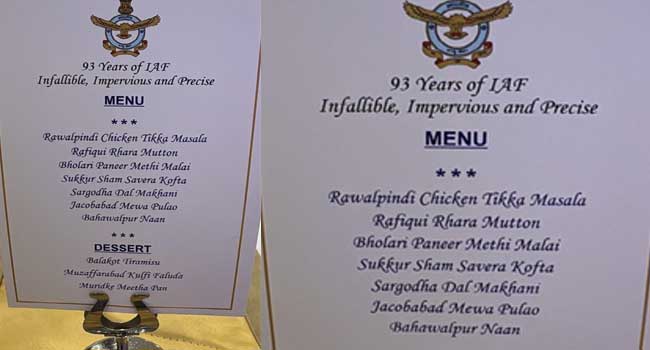 93 Years of IAF
Infallible, Impervious and Precise
MENU
***
Rawalpindi Chicken Tikka Masala
Rafiqui Rhara Mutton
Bholari Paneer Methi Malai
Sukkur Sham Savera Kofta
Sargodha Dal Makhani
Jacobabad Mewa Pulao
Bahawalpur Naan
***
DESSERT
Balakot Tiramisu
Muzaffarabad Kulfi Faluda
Muridke Meetha Pan
93 Years of IAF
Infallible, Impervious and Precise
MENU
***
Rawalpindi Chicken Tikka Masala
Rafiqui Rhara Mutton
Bholari Paneer Methi Malai
Sukkur Sham Savera Kofta
Sargodha Dal Makhani
Jacobabad Mewa Pulao
Bahawalpur Naan